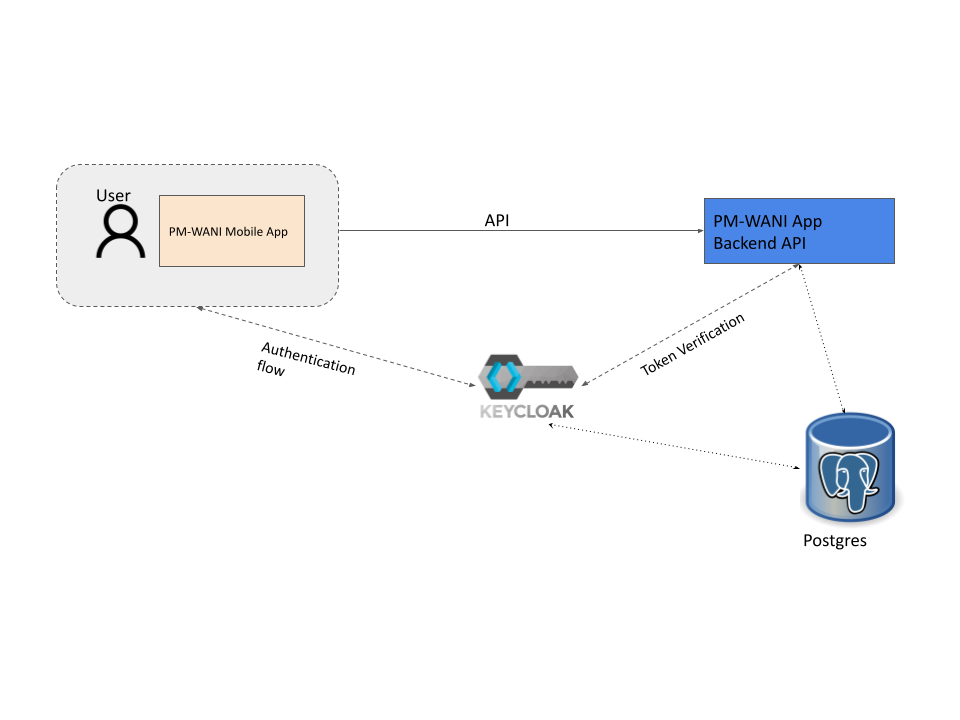 User
PM-WANI Mobile App
API
PM-WANI App
Backend API
Authentication
flow
Token Verification
KEYCLOAK
Postgres